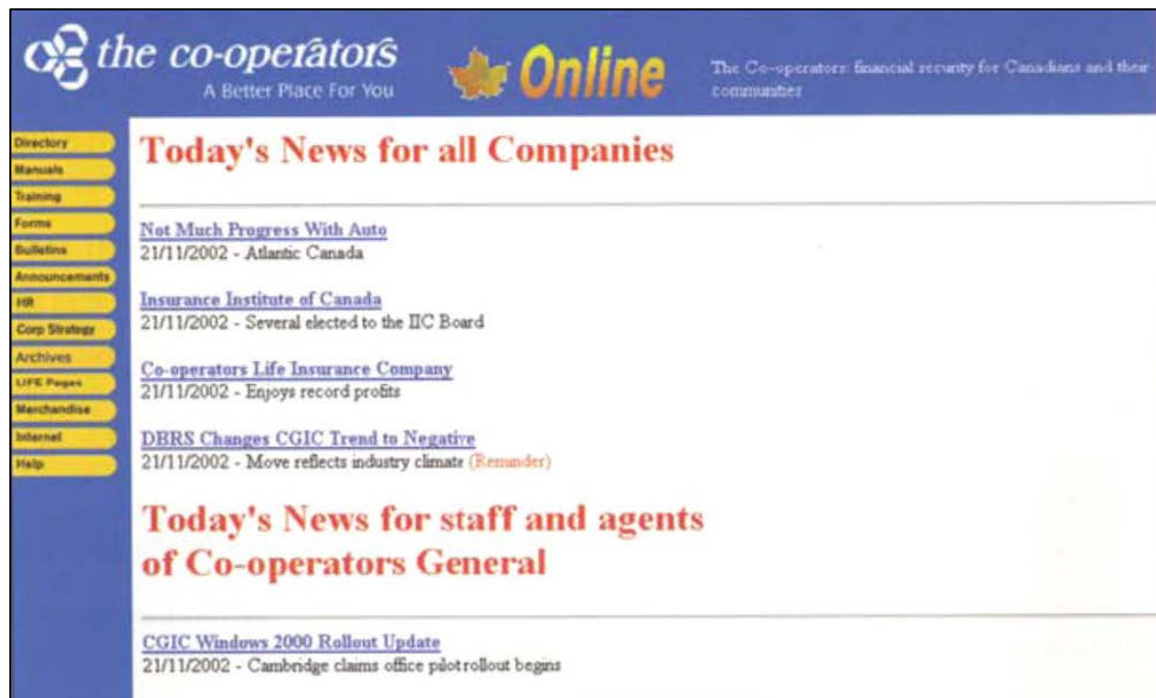 the co-operators
A Better Place For You
Online
The Co-operators: financial security for Canadians and their
communities
Directory
Manuals
Training
Forms
Bulletins
Announcements
HR
Corp Strategy
Archives
LIFE Pages
Merchandise
Internet
Help
Today's News for all Companies
Not Much Progress With Auto
21/11/2002 - Atlantic Canada
Insurance Institute of Canada
21/11/2002 - Several elected to the IIC Board
Co-operators Life Insurance Company
21/11/2002 - Enjoys record profits
DBRS Changes CGIC Trend to Negative
21/11/2002 - Move reflects industry climate (Reminder)
Today's News for staff and agents
of Co-operators General
CGIC Windows 2000 Rollout Update
21/11/2002 - Cambridge claims office pilot rollout begins